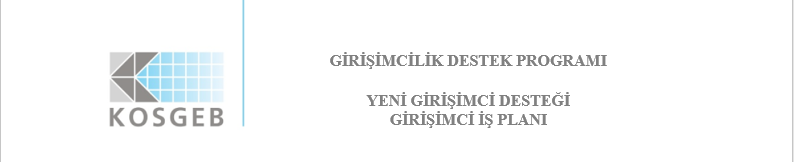 KOSGEB
GİRİŞİMCİLİK DESTEK PROGRAMI
YENİ GİRİŞİMCİ DESTEĞİ
GİRİŞİMCİ İŞ PLANI